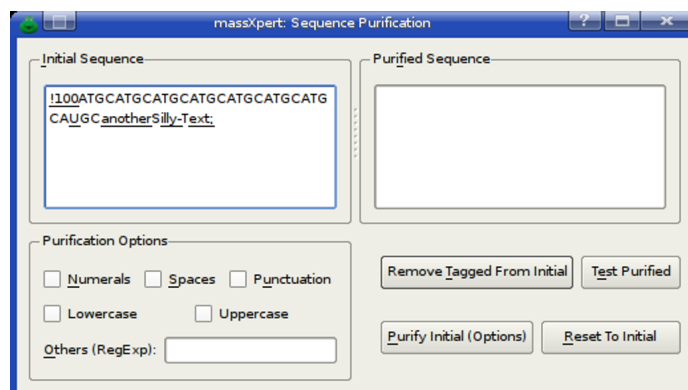 massXpert: Sequence Purification
Initial Sequence
!100ATGCATGCATGCATGCATGCATGCATG
CAUGCanotherSilly-Text;
Purified Sequence
Purification Options
Numerals Spaces Punctuation
Lowercase Uppercase
Others (RegExp):
Remove Tagged From Initial Test Purified
Purify Initial (Options) Reset To Initial